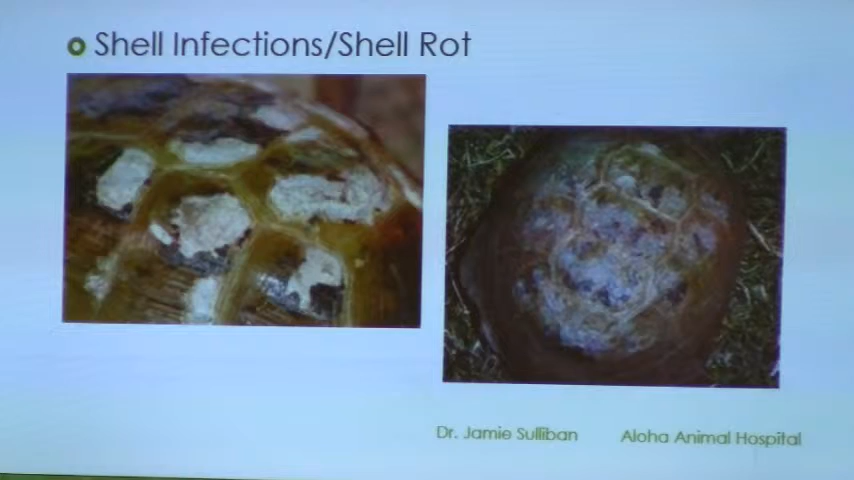 Shell Infections/Shell Rot
Dr. Jamie Sulliban Aloha Animal Hospital